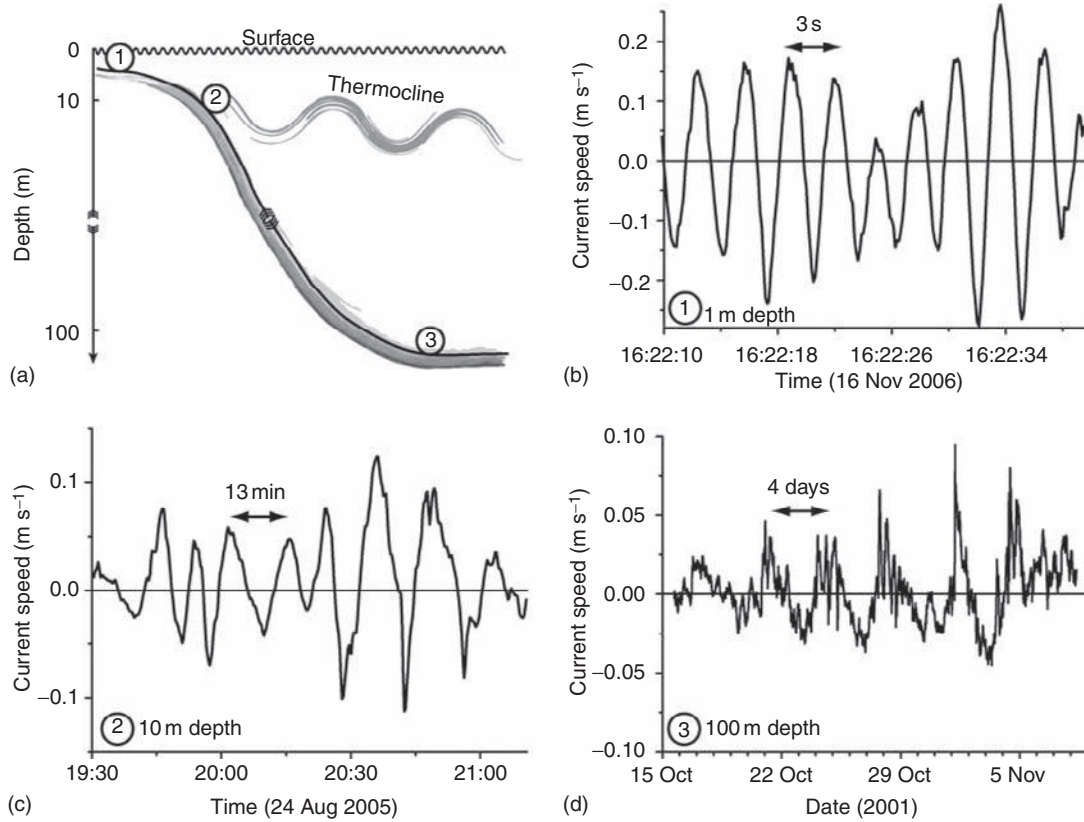 Surface
0
1
2
Thermocline
10
Depth (m)
100
3
(a)
3 s
0.2
0.1
0.0
−0.1
−0.2
Current speed (m s−1)
1 1 m depth
16:22:10 16:22:18 16:22:26 16:22:34
(b) Time (16 Nov 2006)
13 min
0.1
0.0
−0.1
Current speed (m s−1)
2 10 m depth
19:30 20:00 20:30 21:00
(c) Time (24 Aug 2005)
0.10
4 days
0.05
0.00
−0.05
−0.10
Current speed (m s−1)
3 100 m depth
15 Oct 22 Oct 29 Oct 5 Nov
(d) Date (2001)